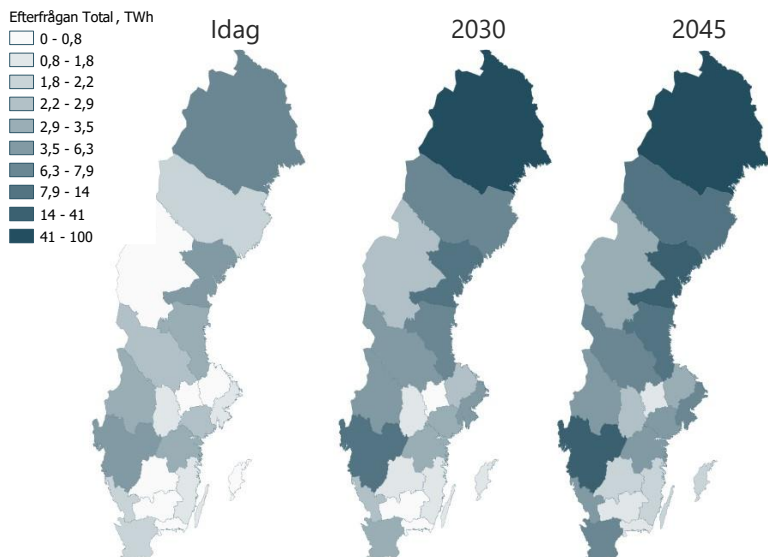 Efterfrågan Total, TWh
0 - 0,8
0,8 - 1,8
1,8 - 2,2
2,2 - 2,9
2,9 - 3,5
3,5 - 6,3
6,3 - 7,9
7,9 - 14
14 - 41
41 - 100
Idag
2030
2045